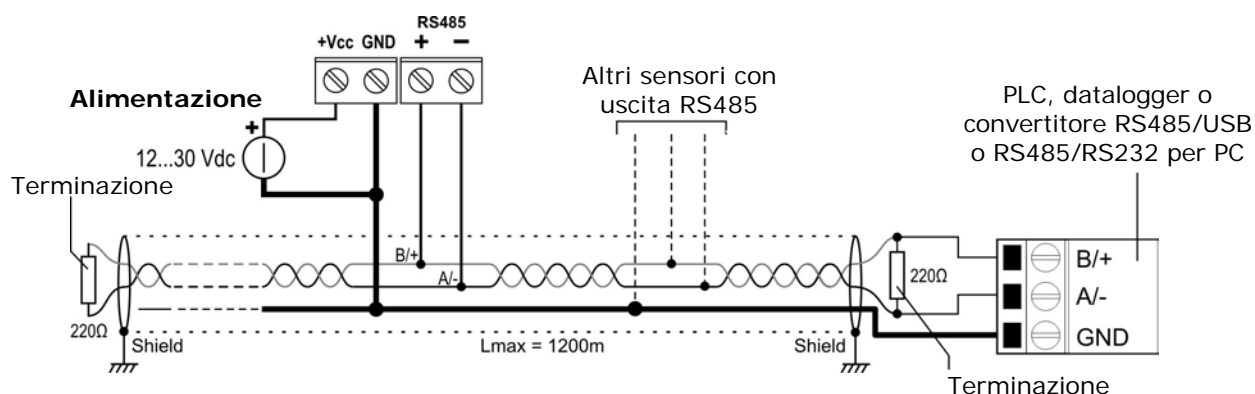 RS485
+Vcc GND + −
Alimentazione
+
12...30 Vdc
Altri sensori con
uscita RS485
PLC, datalogger o
convertitore RS485/USB
o RS485/RS232 per PC
Terminazione
B/+
A/-
220Ω
220Ω
B/+
A/-
GND
Shield
Lmax = 1200m
Shield
Terminazione